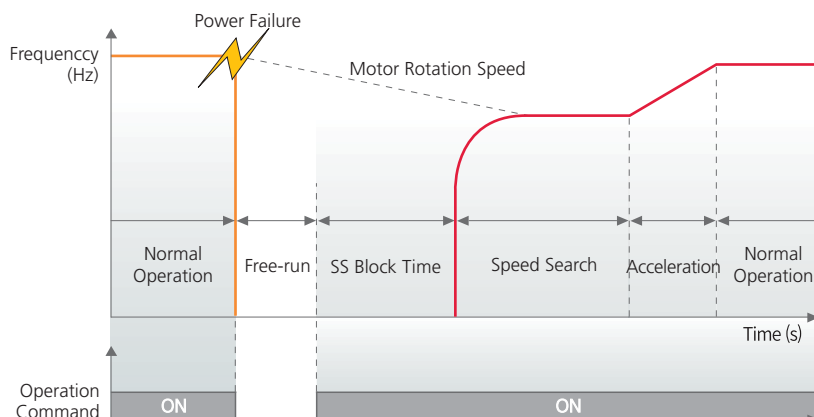 Power Failure
Frequenccy
(Hz)
Motor Rotation Speed
Normal
Operation
Free-run
SS Block Time
Speed Search
Acceleration
Normal
Operation
Time (s)
Operation
Command
ON
ON